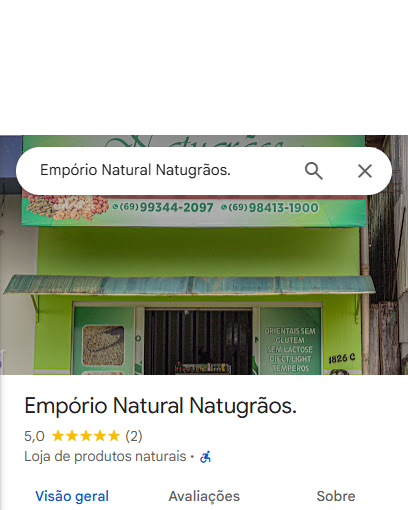 Empório Natural Natugrãos.
(69)99344-2097 (69)98413-1900
ORIENTAIS SEM
GLUTEM
SEM LACTOSE
DIECT/LIGHT
TEMPEROS
1826 C
Empório Natural Natugrãos.
5,0 (2)
Loja de produtos naturais ·
Visão geral Avaliações Sobre